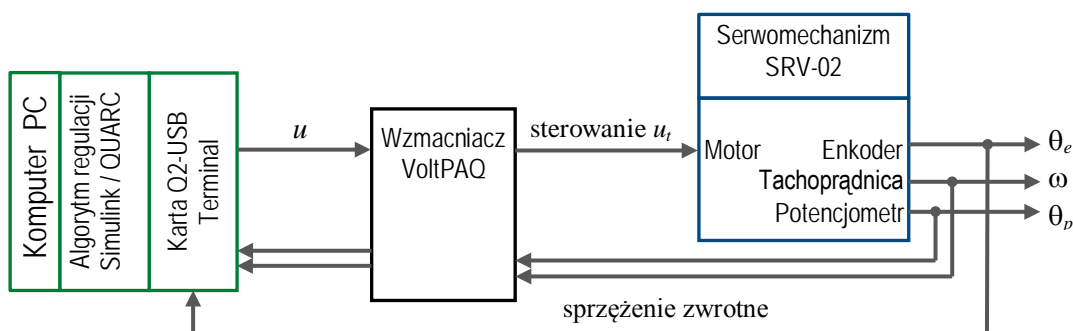 Komputer PC
Algorytm regulacji
Simulink / QUARC
Karta Q2-USB
Terminal
u
Wzmacniacz
VoltPAQ
sterowanie uₜ
Serwomechanizm
SRV-02
Motor
Enkoder
Tachoprądnica
Potencjometr
θₑ
ω
θₚ
sprzężenie zwrotne